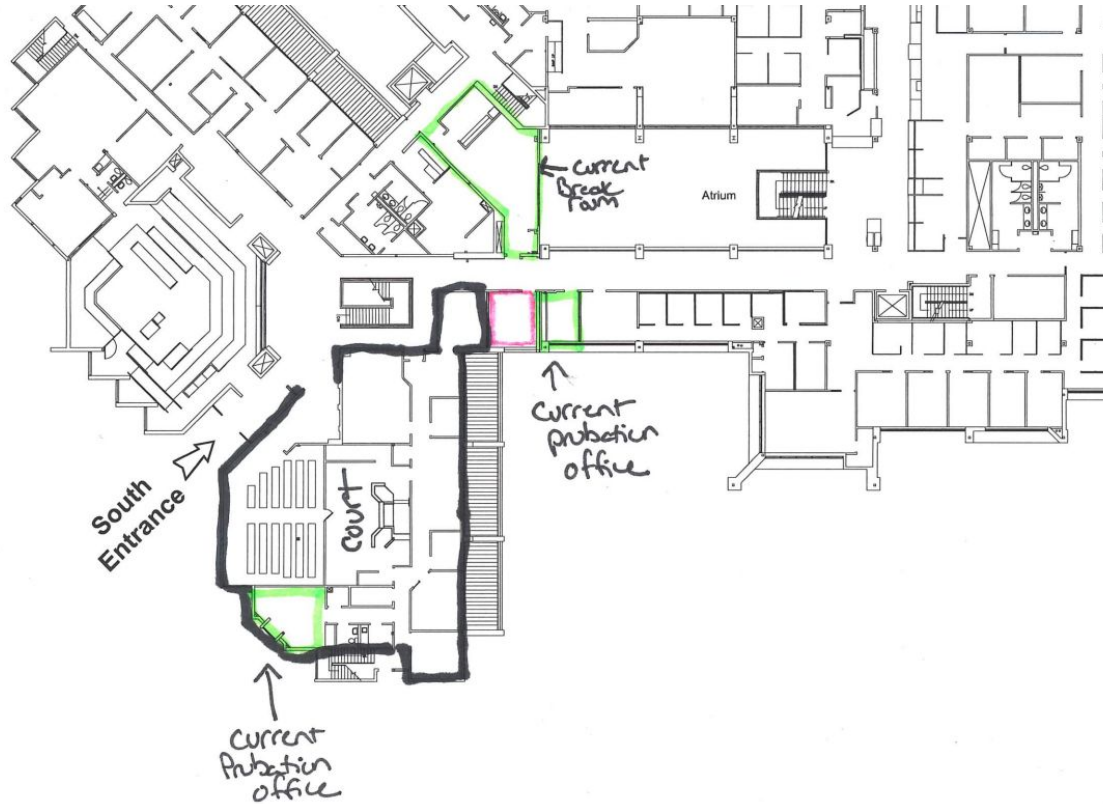 Current
Break
room
Atrium
Current
Probation
office
South
Entrance
Court
Current
Probation
office